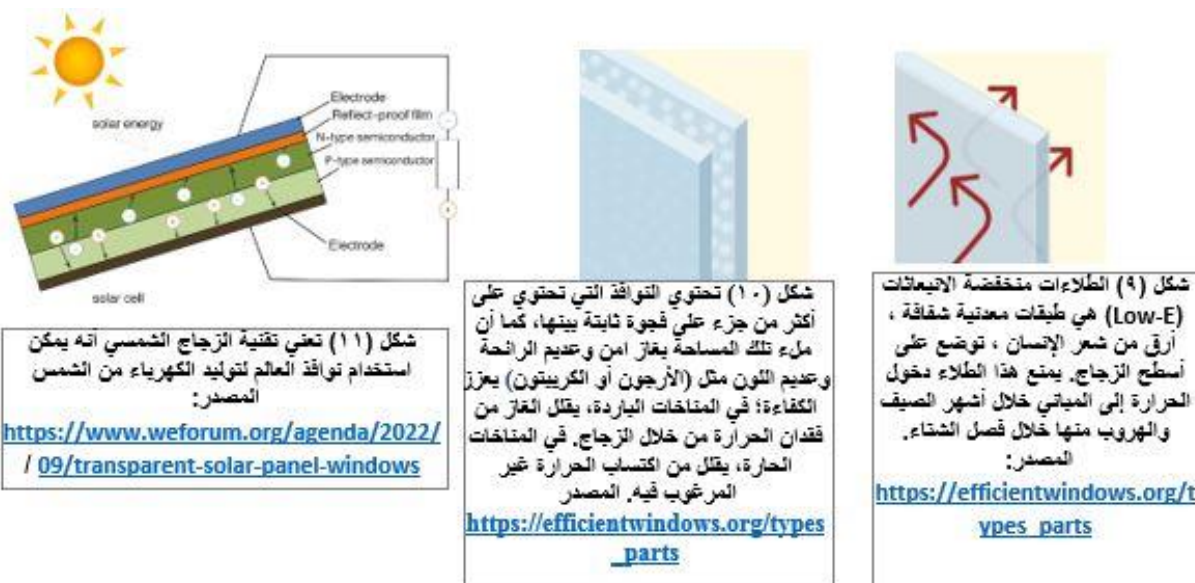 solar energy
Electrode
Reflect-proof film
N-type semiconductor
P-type semiconductor
Electrode
solar cell
شكل (٩) الطلاءات منخفضة الانبعاثات
(Low-E) هي طبقات معدنية شفافة ،
أرق من شعر الإنسان ، توضع على
أسطح الزجاج. يمنع هذا الطلاء دخول
الحرارة إلى المباني خلال أشهر الصيف
والهروب منها خلال فصل الشتاء.
المصدر:
https://efficientwindows.org/t
ypes_parts
شكل (١٠) تحتوي النوافذ التي تحتوي على
أكثر من جزء على فجوة ثابتة بينها، كما أن
ملء تلك المساحة بغاز امن وعديم الرائحة
وعديم اللون مثل (الأرجون أو الكريبتون) يعزز
الكفاءة؛ في المناخات الباردة، يقلل الغاز من
فقدان الحرارة من خلال الزجاج. في المناخات
الحارة، يقلل من اكتساب الحرارة غير
المرغوب فيه. المصدر
https://efficientwindows.org/types
_parts
شكل (١١) تعني تقنية الزجاج الشمسي أنه يمكن
استخدام نوافذ العالم لتوليد الكهرباء من الشمس
المصدر:
https://www.weforum.org/agenda/2022/
/ 09/transparent-solar-panel-windows